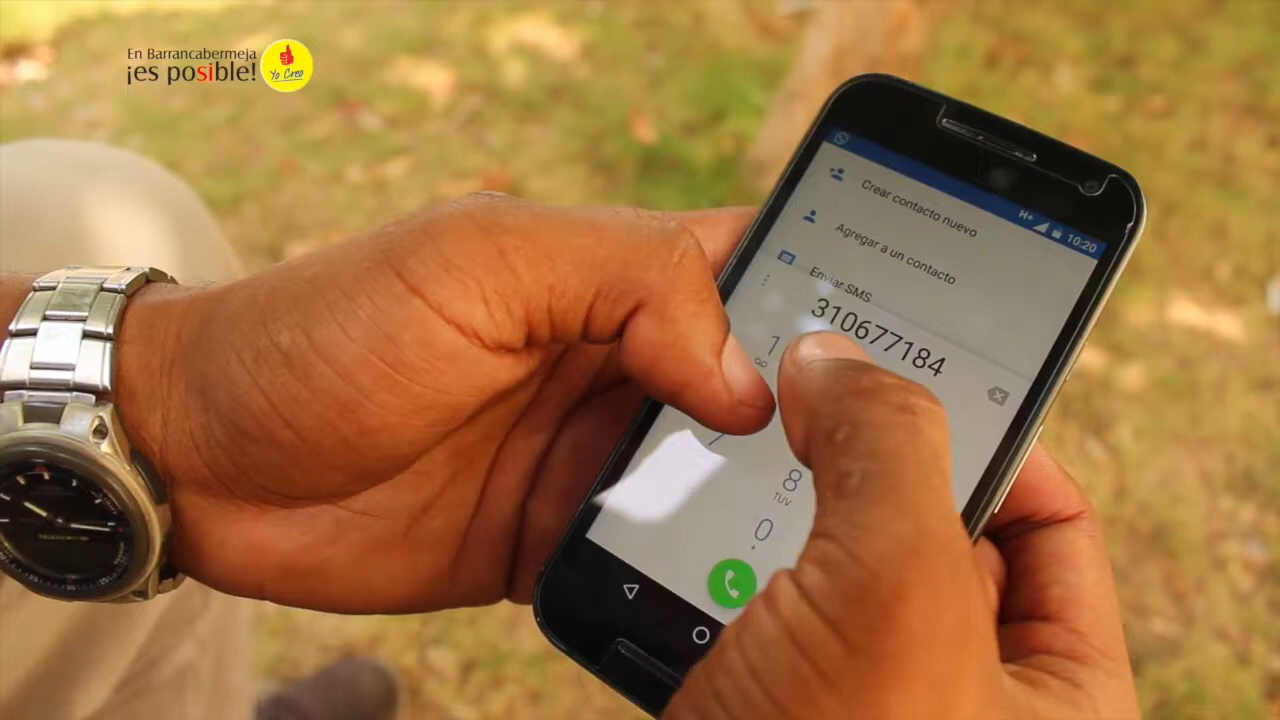 En Barrancabermeja
¡es posible!
Yo Creo
H+ 10:20
Crear contacto nuevo
Agregar a un contacto
Enviar SMS
310677184
1
8
TUV
0
+